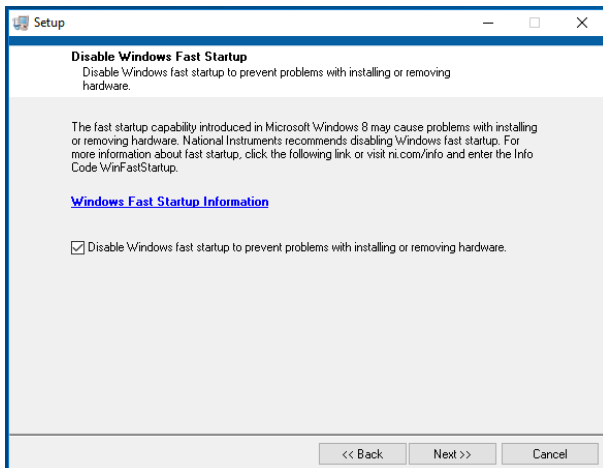 Setup
Disable Windows Fast Startup
Disable Windows fast startup to prevent problems with installing or removing
hardware.
The fast startup capability introduced in Microsoft Windows 8 may cause problems with installing
or removing hardware. National Instruments recommends disabling Windows fast startup. For
more information about fast startup, click the following link or visit ni.com/info and enter the Info
Code WinFastStartup.
Windows Fast Startup Information
Disable Windows fast startup to prevent problems with installing or removing hardware.
<< Back Next >> Cancel